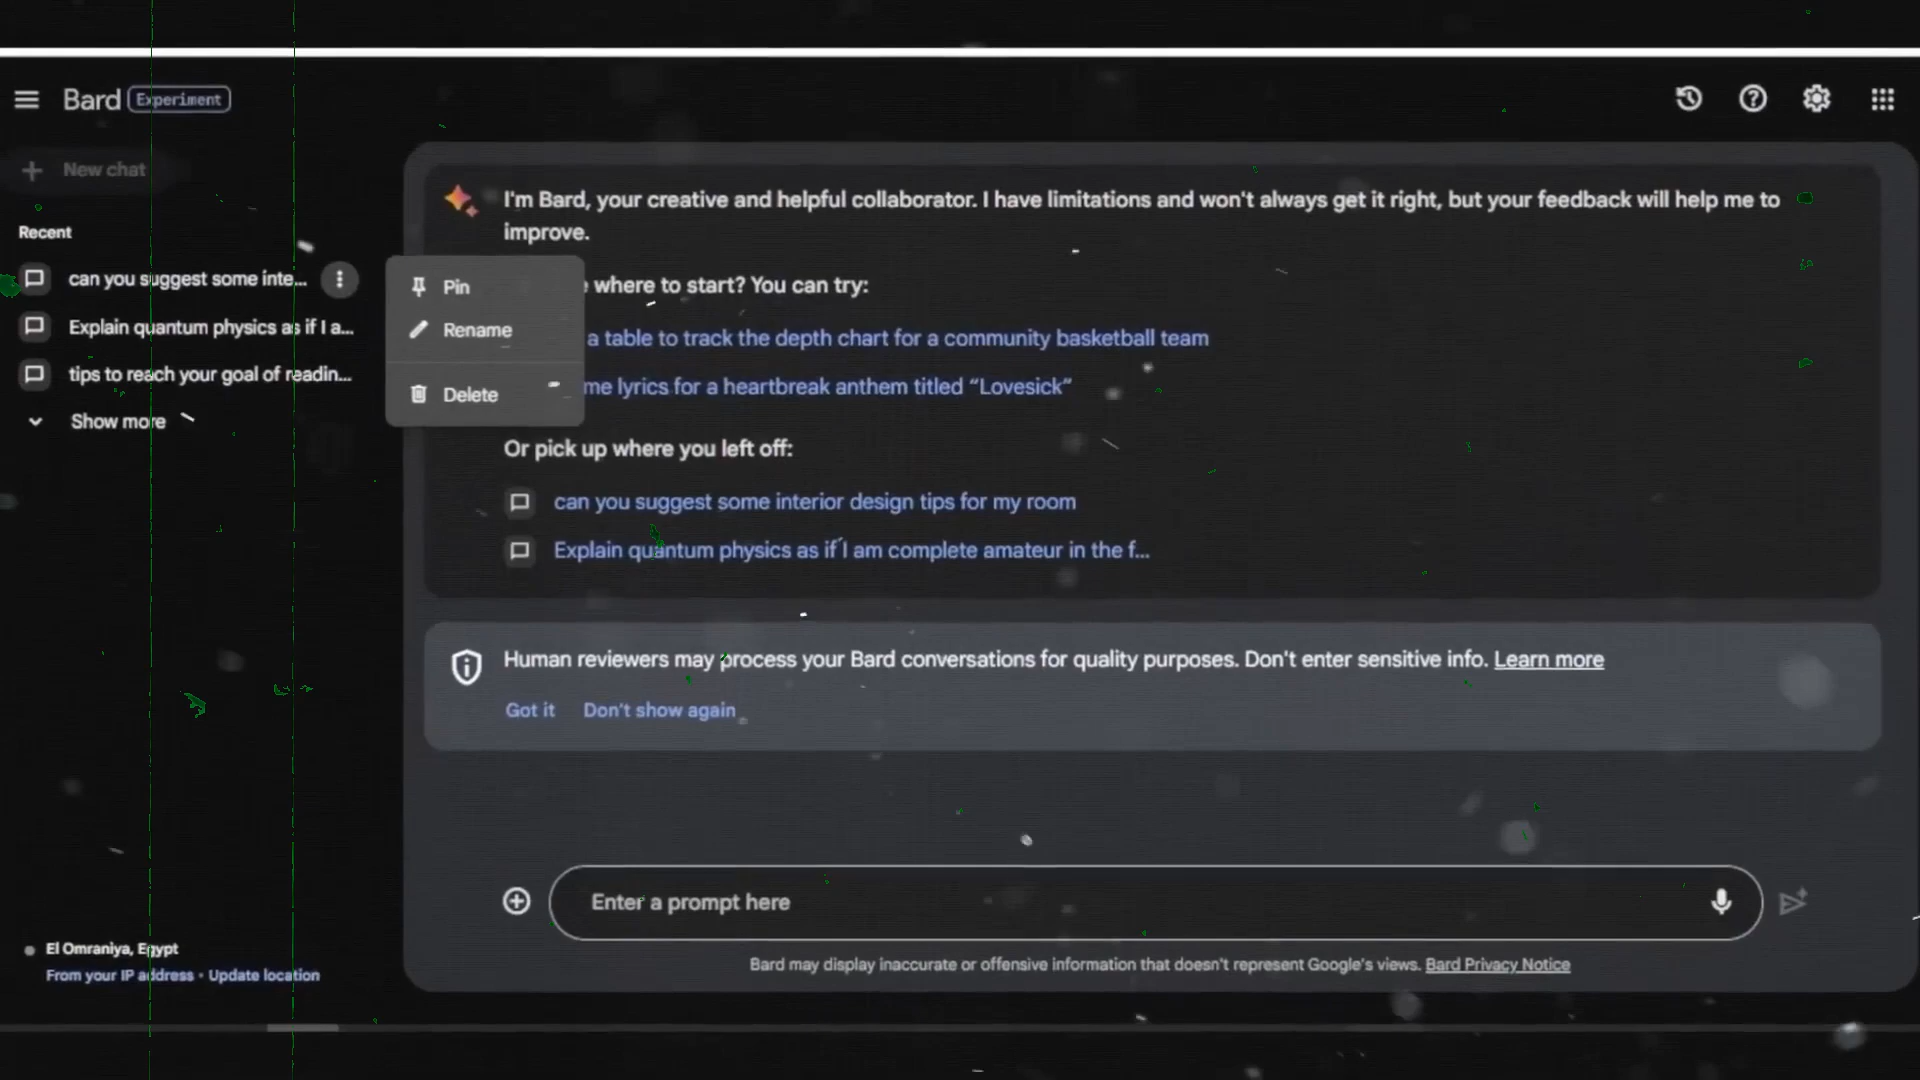 Bard Experiment
New chat
Recent
can you suggest some inte...
Explain quantum physics as if I a...
tips to reach your goal of readin...
Show more
El Omraniya, Egypt
From your IP address • Update location
Pin
Rename
Delete
I'm Bard, your creative and helpful collaborator. I have limitations and won't always get it right, but your feedback will help me to
improve.
where to start? You can try:
a table to track the depth chart for a community basketball team
me lyrics for a heartbreak anthem titled “Lovesick”
Or pick up where you left off:
can you suggest some interior design tips for my room
Explain quantum physics as if I am complete amateur in the f...
Human reviewers may process your Bard conversations for quality purposes. Don't enter sensitive info. Learn more
Got it Don't show again
Enter a prompt here
Bard may display inaccurate or offensive information that doesn't represent Google's views. Bard Privacy Notice